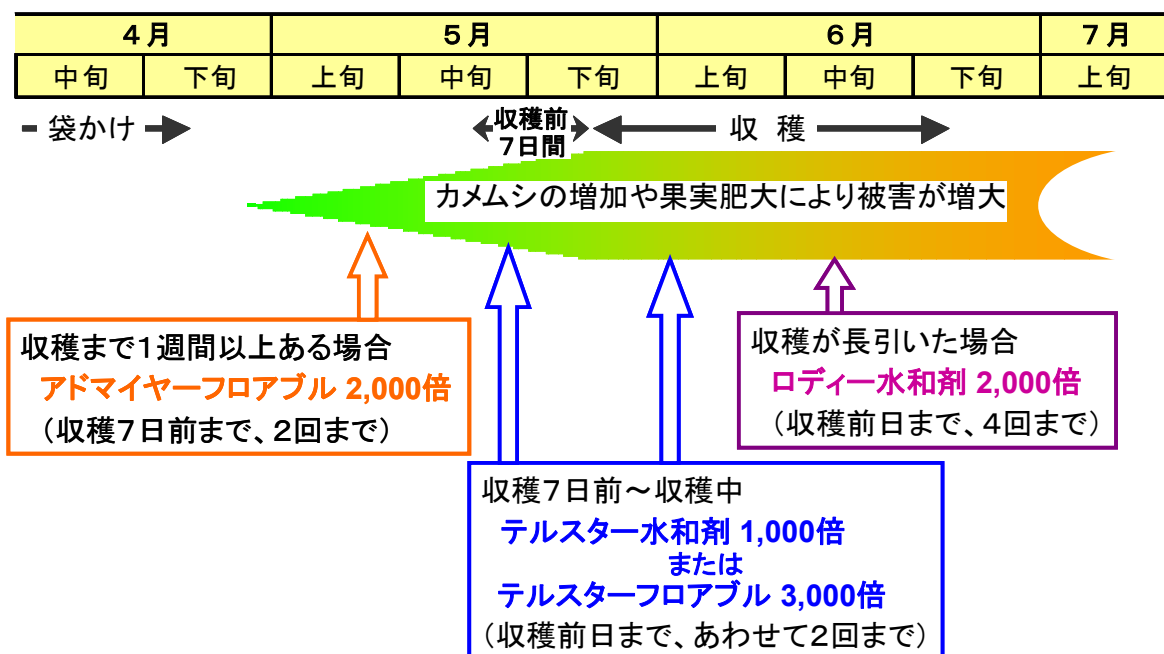 ４月 ５月 ６月 ７月
中旬 下旬 上旬 中旬 下旬 上旬 中旬 下旬 上旬
袋かけ
収穫前
７日間
収 穫
カメムシの増加や果実肥大により被害が増大
収穫まで１週間以上ある場合
アドマイヤーフロアブル 2,000倍
（収穫７日前まで、２回まで）
収穫が長引いた場合
ロディー水和剤 2,000倍
（収穫前日まで、４回まで）
収穫７日前～収穫中
テルスター水和剤 1,000倍
または
テルスターフロアブル 3,000倍
（収穫前日まで、あわせて２回まで）